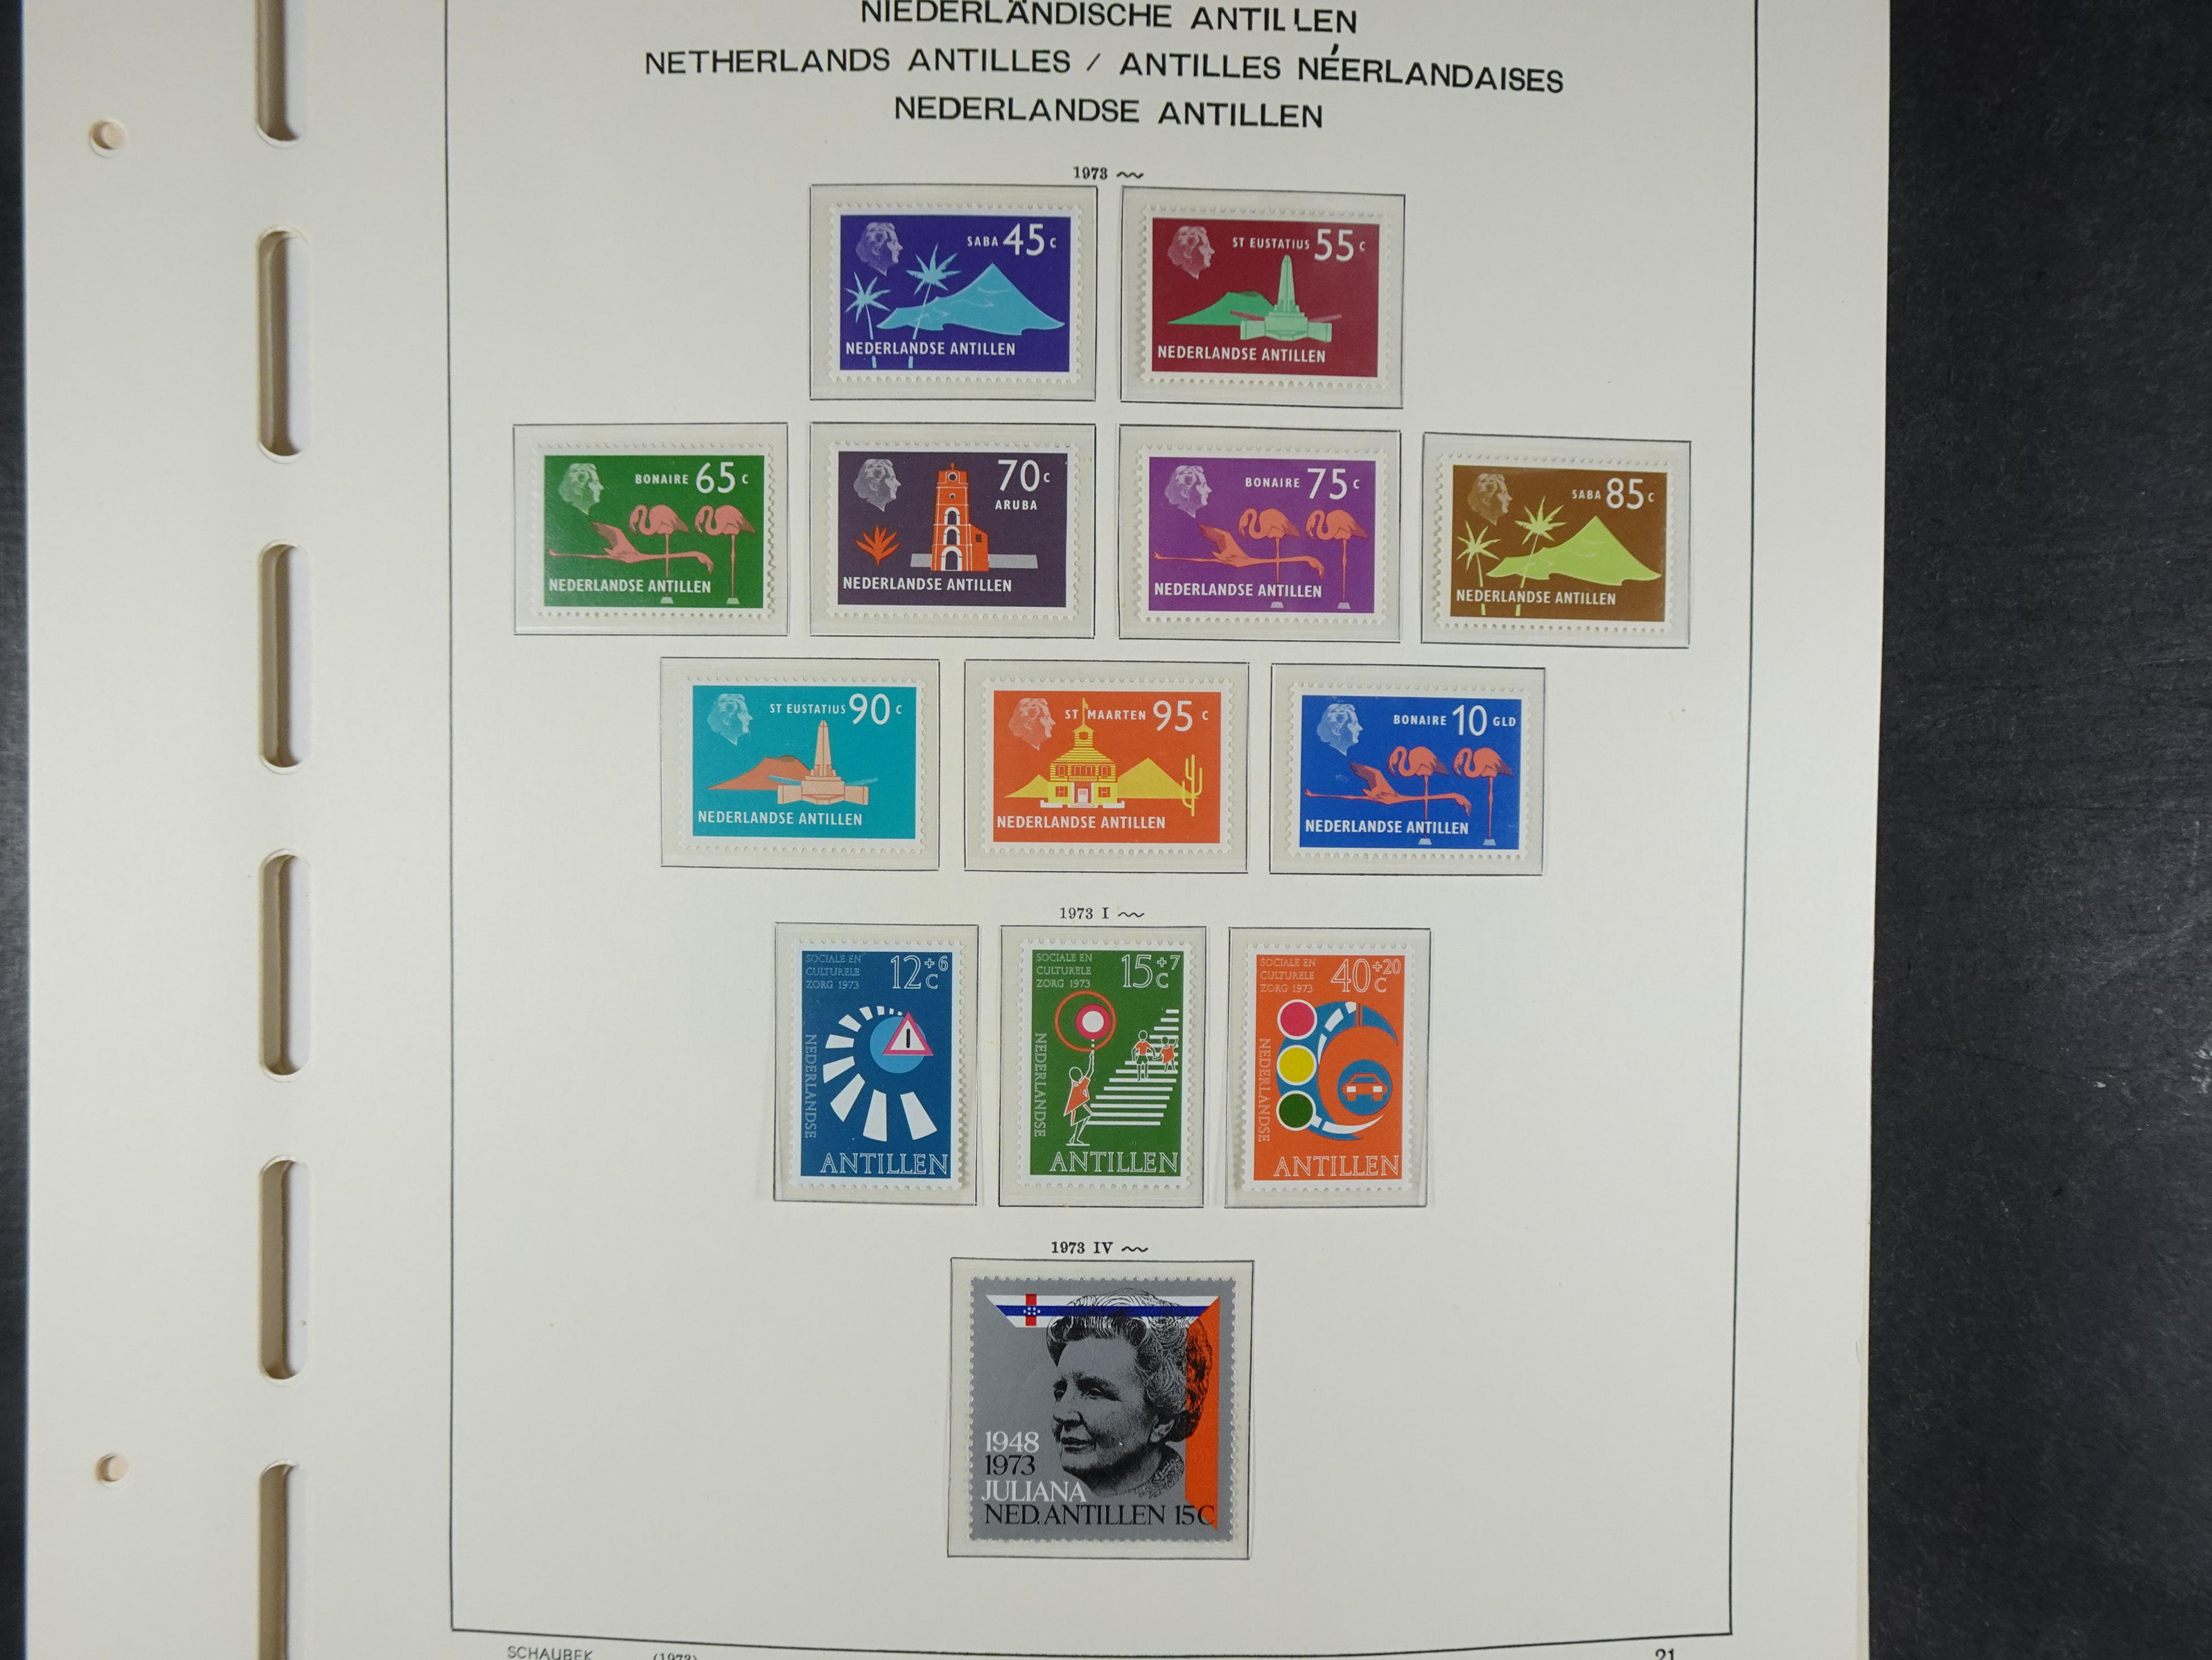 NIEDERLÄNDISCHE ANTILLEN
NETHERLANDS ANTILLES / ANTILLES NÉERLANDAISES
NEDERLANDSE ANTILLEN
1973
SABA 45 C
NEDERLANDSE ANTILLEN
ST EUSTATIUS 55 C
NEDERLANDSE ANTILLEN
BONAIRE 65 C
NEDERLANDSE ANTILLEN
70 C
ARUBA
NEDERLANDSE ANTILLEN
BONAIRE 75 C
NEDERLANDSE ANTILLEN
SABA 85 C
NEDERLANDSE ANTILLEN
ST EUSTATIUS 90 C
NEDERLANDSE ANTILLEN
ST MAARTEN 95 C
NEDERLANDSE ANTILLEN
BONAIRE 10 GLD
NEDERLANDSE ANTILLEN
1973 I
SOCIALE EN
CULTURELE
ZORG 1973
12+6 C
NEDERLANDSE
ANTILLEN
SOCIALE EN
CULTURELE
ZORG 1973
15+7 C
NEDERLANDSE
ANTILLEN
SOCIALE EN
CULTURELE
ZORG 1973
40+20 C
NEDERLANDSE
ANTILLEN
1973 IV
1948
1973
JULIANA
NED. ANTILLEN 15C
SCHAUBEK (1973) 21